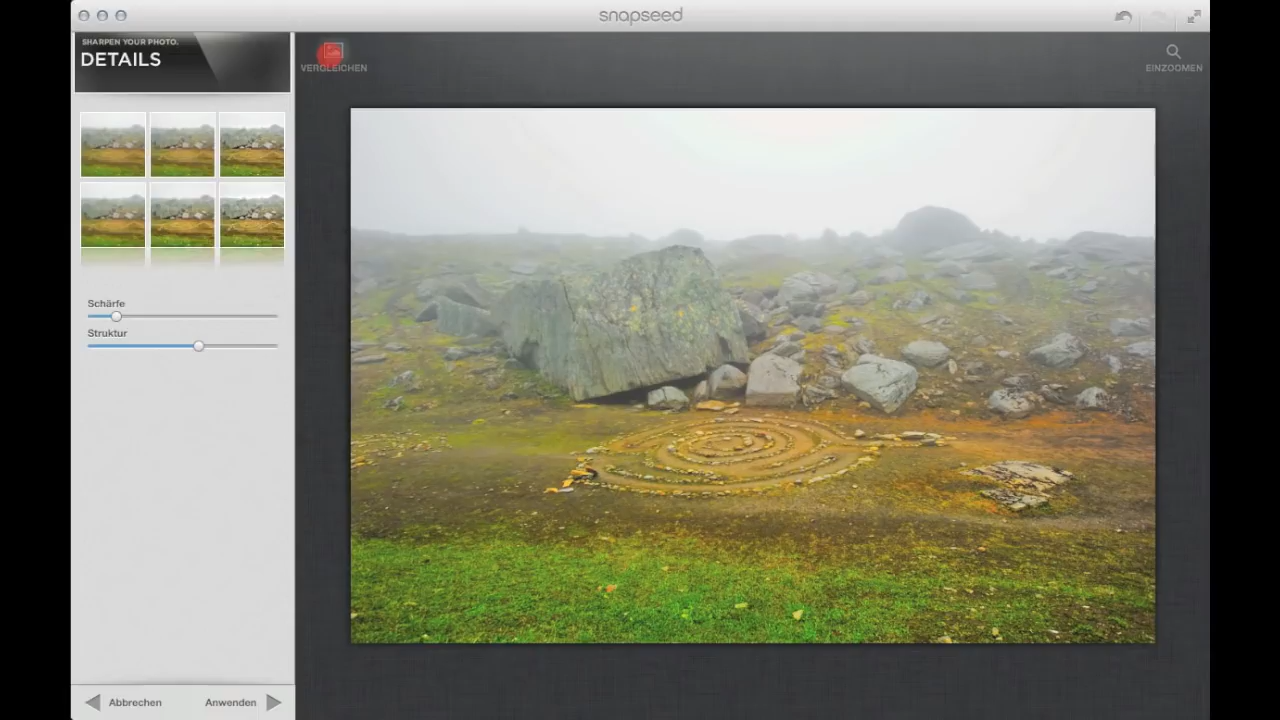 snapseed
SHARPEN YOUR PHOTO.
DETAILS
VERGLEICHEN
EINZOOMEN
Schärfe
Struktur
Abbrechen
Anwenden